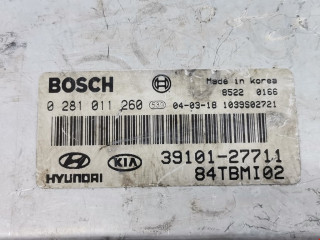 Made in korea
BOSCH 8522 0166
0 281 011 260 04-03-18 1039S02721
39101-27711
HYUNDAI KIA 84TBMI02